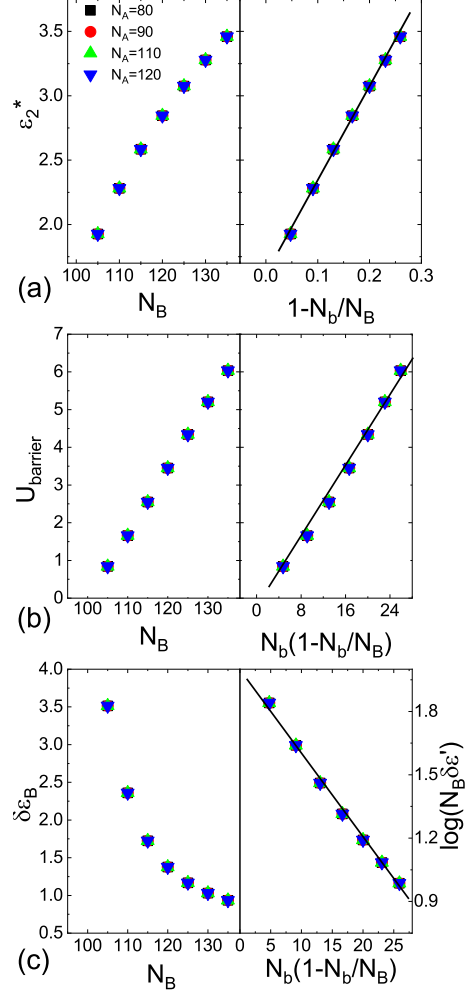 3.5
3.0
2.5
2.0
ε₂*
N_A=80
N_A=90
N_A=110
N_A=120
100 110 120 130
0.0 0.1 0.2 0.3
(a)
N_B
1-N_b/N_B
7
6
5
4
3
2
1
0
U_barrier
100 110 120 130
0 8 16 24
(b)
N_B
N_b(1-N_b/N_B)
4.0
3.5
3.0
2.5
2.0
1.5
1.0
0.5
δε_B
1.8
1.5
1.2
0.9
log(N_Bδε')
100 110 120 130
0 5 10 15 20 25
(c)
N_B
N_b(1-N_b/N_B)